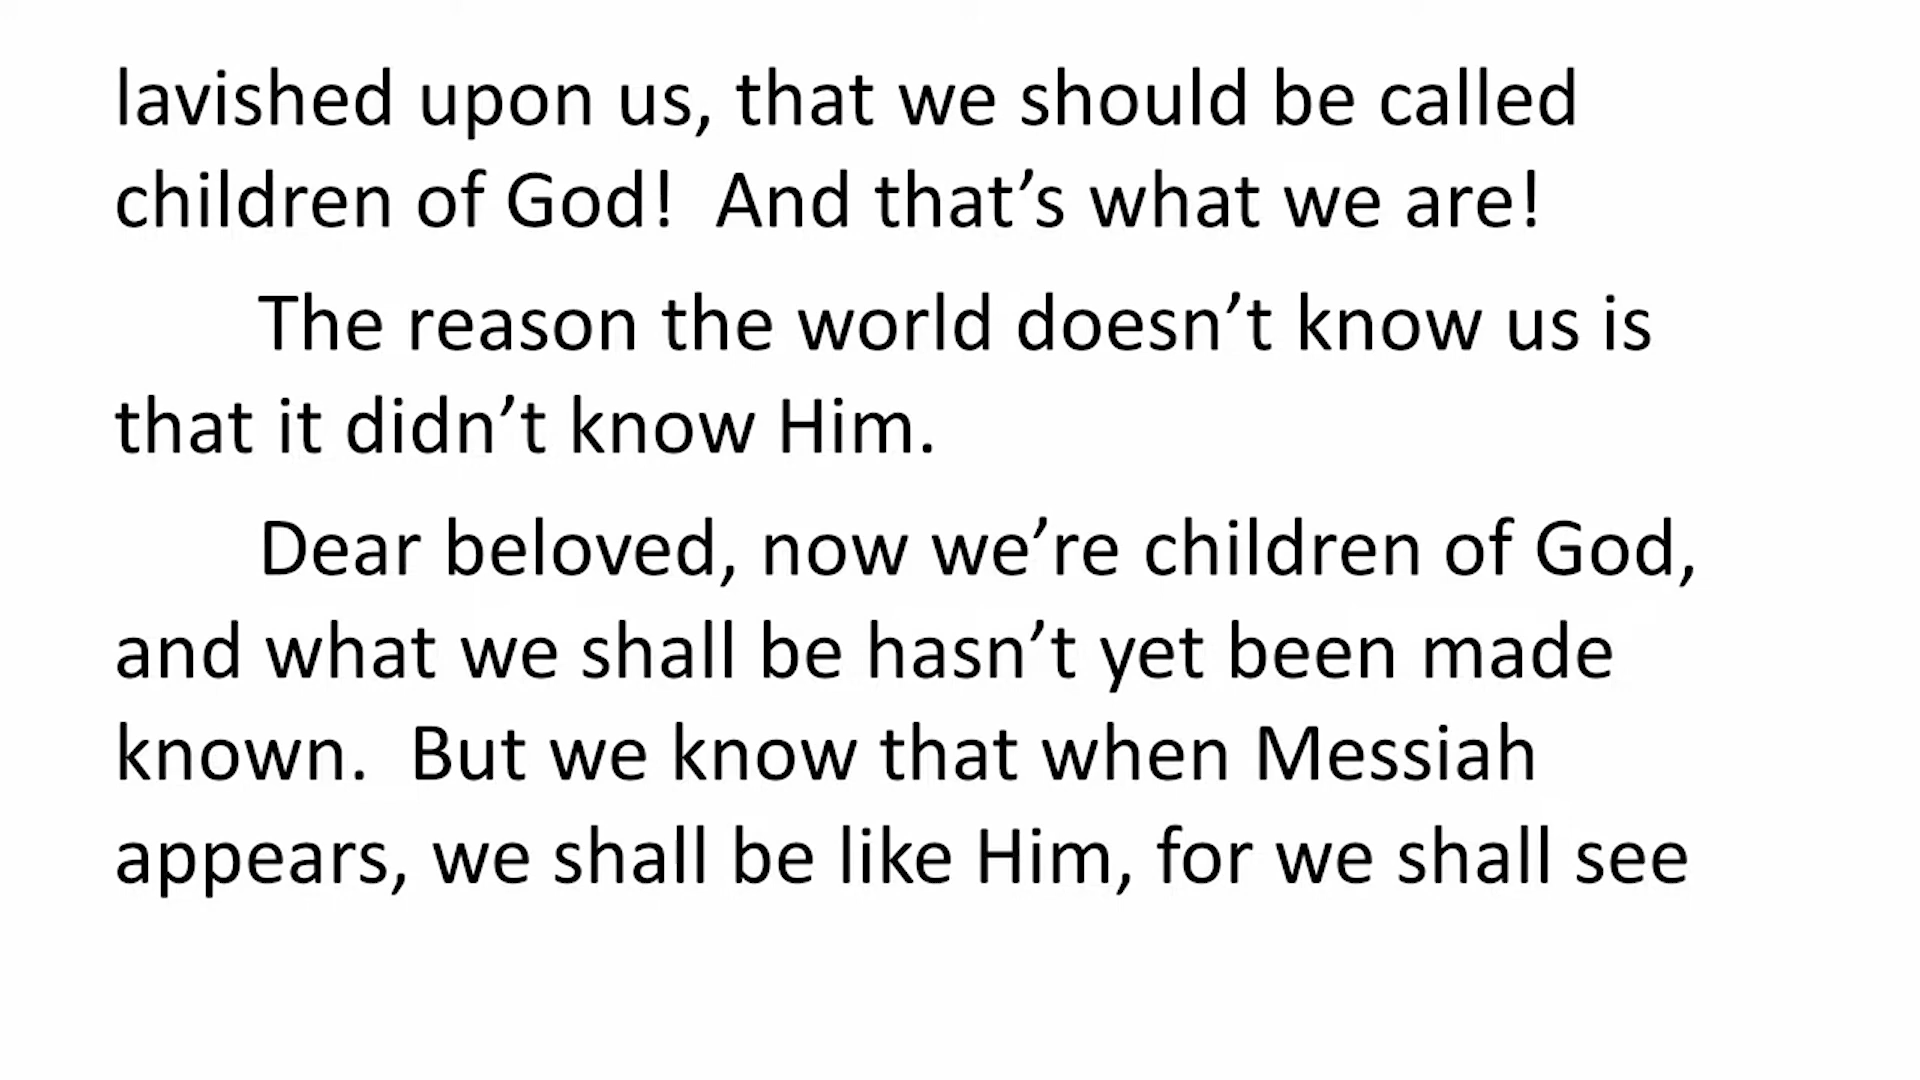 lavished upon us, that we should be called
children of God!  And that’s what we are!
The reason the world doesn’t know us is
that it didn’t know Him.
Dear beloved, now we’re children of God,
and what we shall be hasn’t yet been made
known.  But we know that when Messiah
appears, we shall be like Him, for we shall see